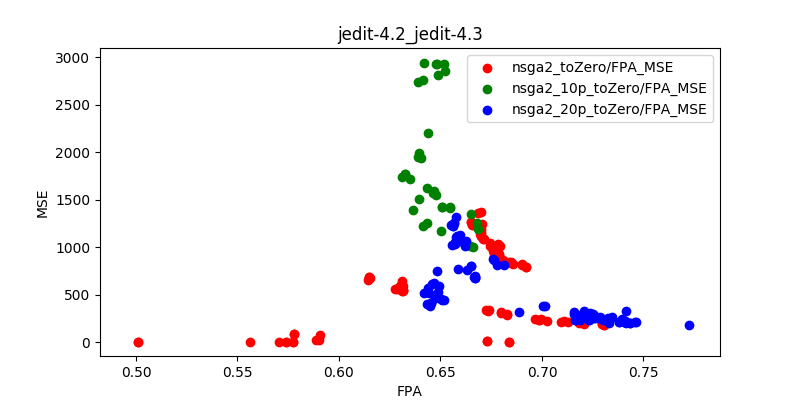 jedit-4.2_jedit-4.3
nsga2_toZero/FPA_MSE
nsga2_10p_toZero/FPA_MSE
nsga2_20p_toZero/FPA_MSE
MSE
3000
2500
2000
1500
1000
500
0
0.50 0.55 0.60 0.65 0.70 0.75
FPA